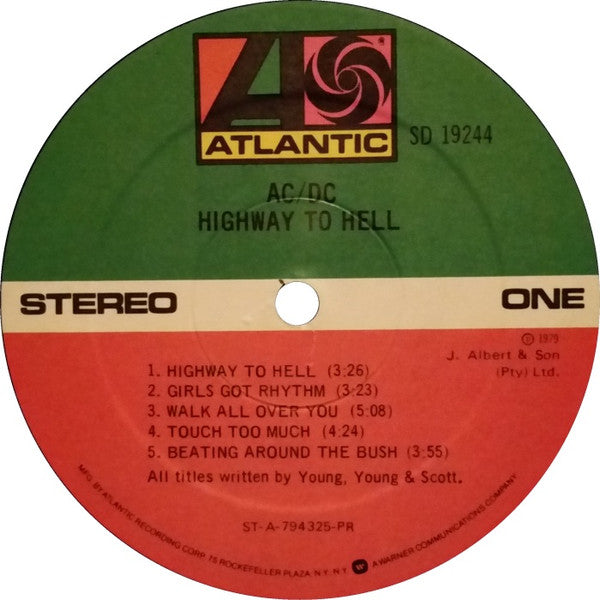 ATLANTIC
SD 19244
AC/DC
HIGHWAY TO HELL
STEREO
ONE
℗ 1979
J. Albert & Son
(Pty) Ltd.
1. HIGHWAY TO HELL (3:26)
2. GIRLS GOT RHYTHM (3:23)
3. WALK ALL OVER YOU (5:08)
4. TOUCH TOO MUCH (4:24)
5. BEATING AROUND THE BUSH (3:55)
All titles written by Young, Young & Scott.
ST-A-794325-PR
MFG. BY ATLANTIC RECORDING CORP. 75 ROCKEFELLER PLAZA, N.Y. N.Y. A WARNER COMMUNICATIONS COMPANY